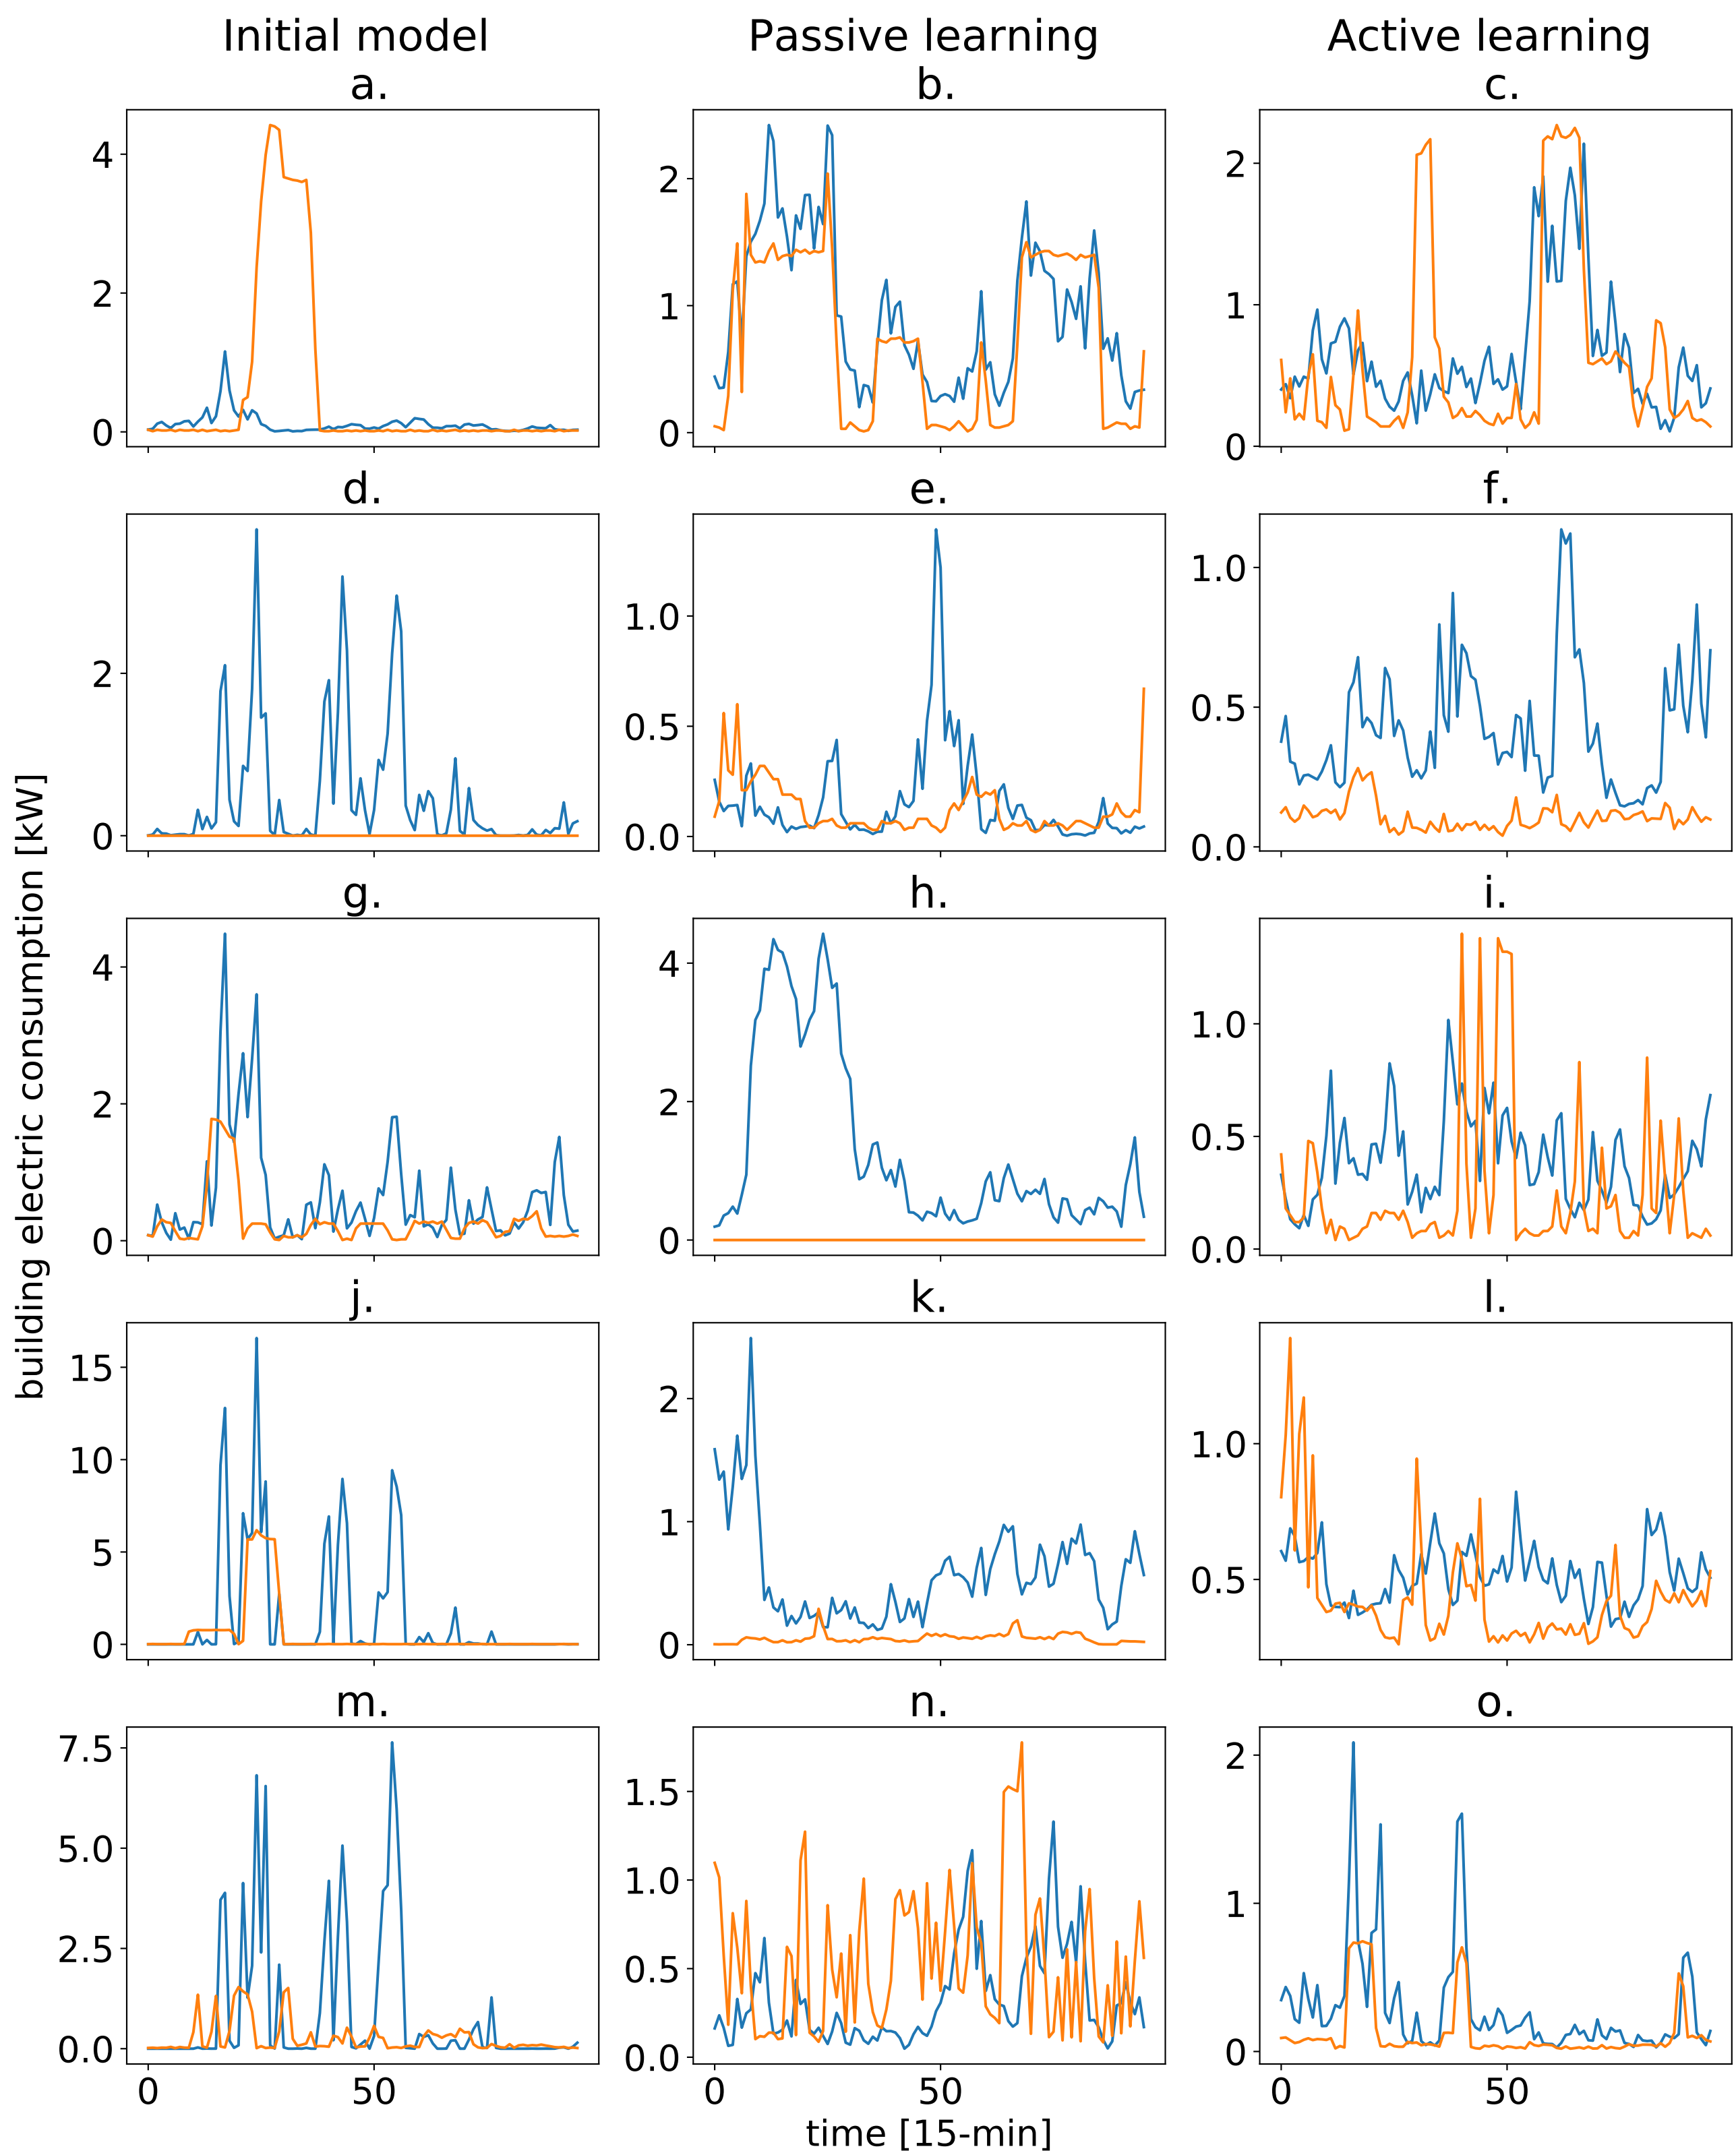 Initial model
Passive learning
Active learning
a.
b.
c.
4
2
0
2
1
0
2
1
0
d.
e.
f.
2
0
1.0
0.5
0.0
1.0
0.5
0.0
g.
h.
i.
4
2
0
4
2
0
1.0
0.5
0.0
building electric consumption [kW]
j.
k.
l.
15
10
5
0
2
1
0
1.0
0.5
m.
n.
o.
7.5
5.0
2.5
0.0
1.5
1.0
0.5
0.0
2
1
0
0 50
0 50
0 50
time [15-min]